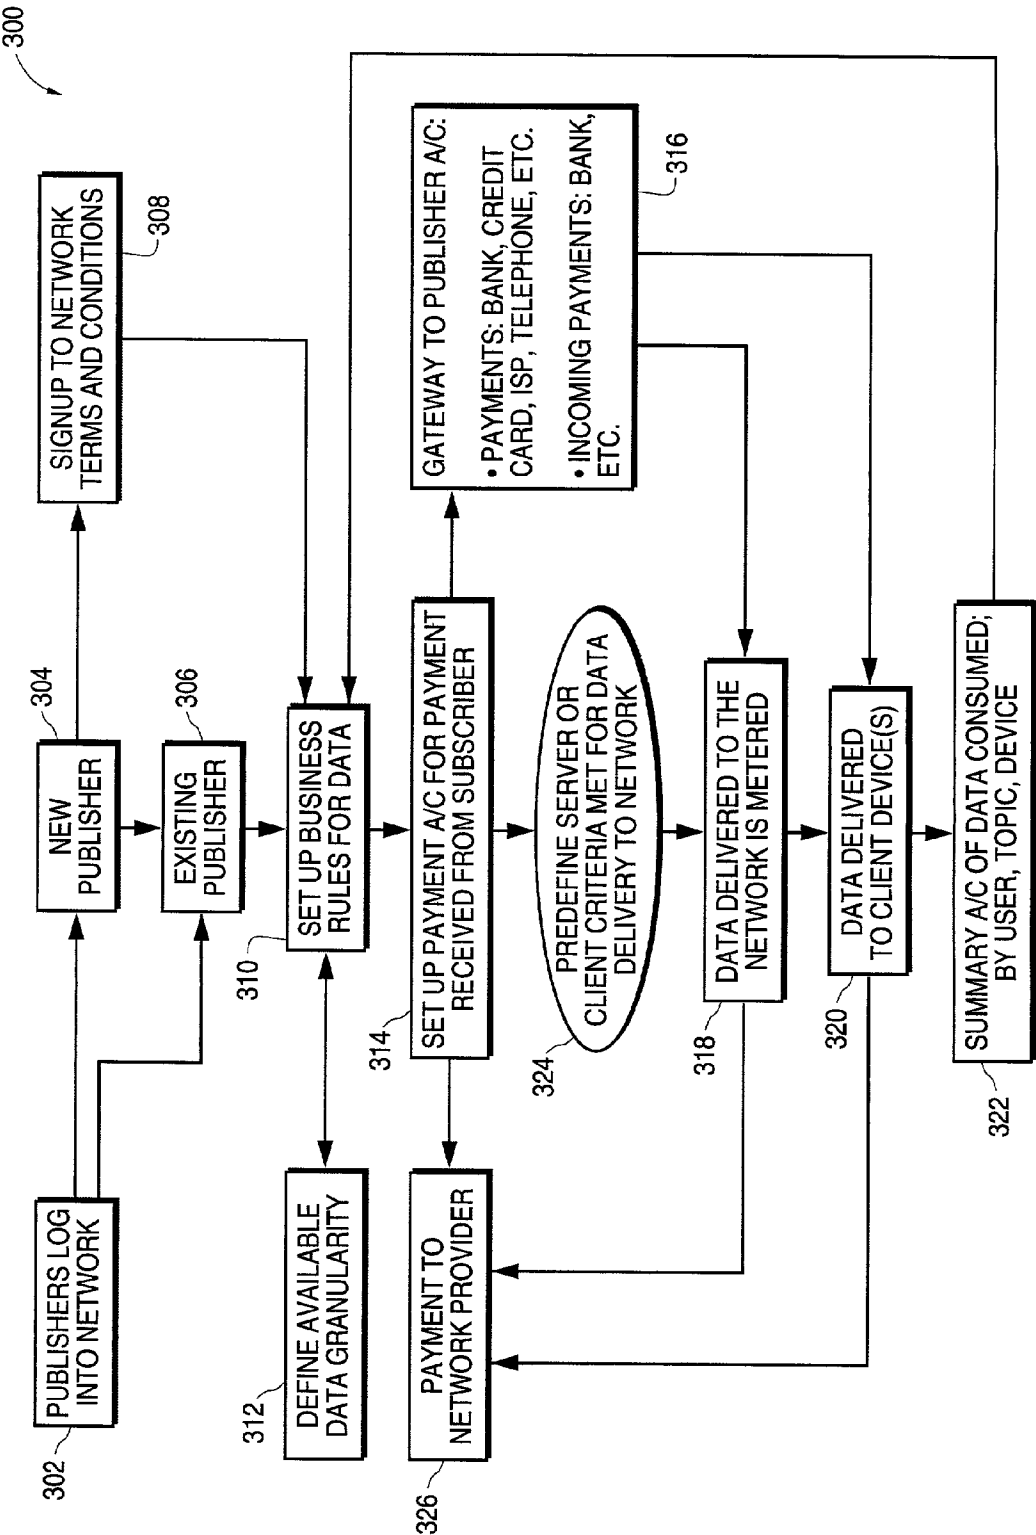 300
302
PUBLISHERS LOG
INTO NETWORK
304
NEW
PUBLISHER
SIGNUP TO NETWORK
TERMS AND CONDITIONS
308
306
EXISTING
PUBLISHER
312
DEFINE AVAILABLE
DATA GRANULARITY
310
SET UP BUSINESS
RULES FOR DATA
326
PAYMENT TO
NETWORK PROVIDER
314
SET UP PAYMENT A/C FOR PAYMENT
RECEIVED FROM SUBSCRIBER
GATEWAY TO PUBLISHER A/C:
• PAYMENTS: BANK, CREDIT
CARD, ISP, TELEPHONE, ETC.
• INCOMING PAYMENTS: BANK,
ETC.
316
324
PREDEFINE SERVER OR
CLIENT CRITERIA MET FOR DATA
DELIVERY TO NETWORK
318
DATA DELIVERED TO THE
NETWORK IS METERED
320
DATA DELIVERED
TO CLIENT DEVICE(S)
322
SUMMARY A/C OF DATA CONSUMED;
BY USER, TOPIC, DEVICE